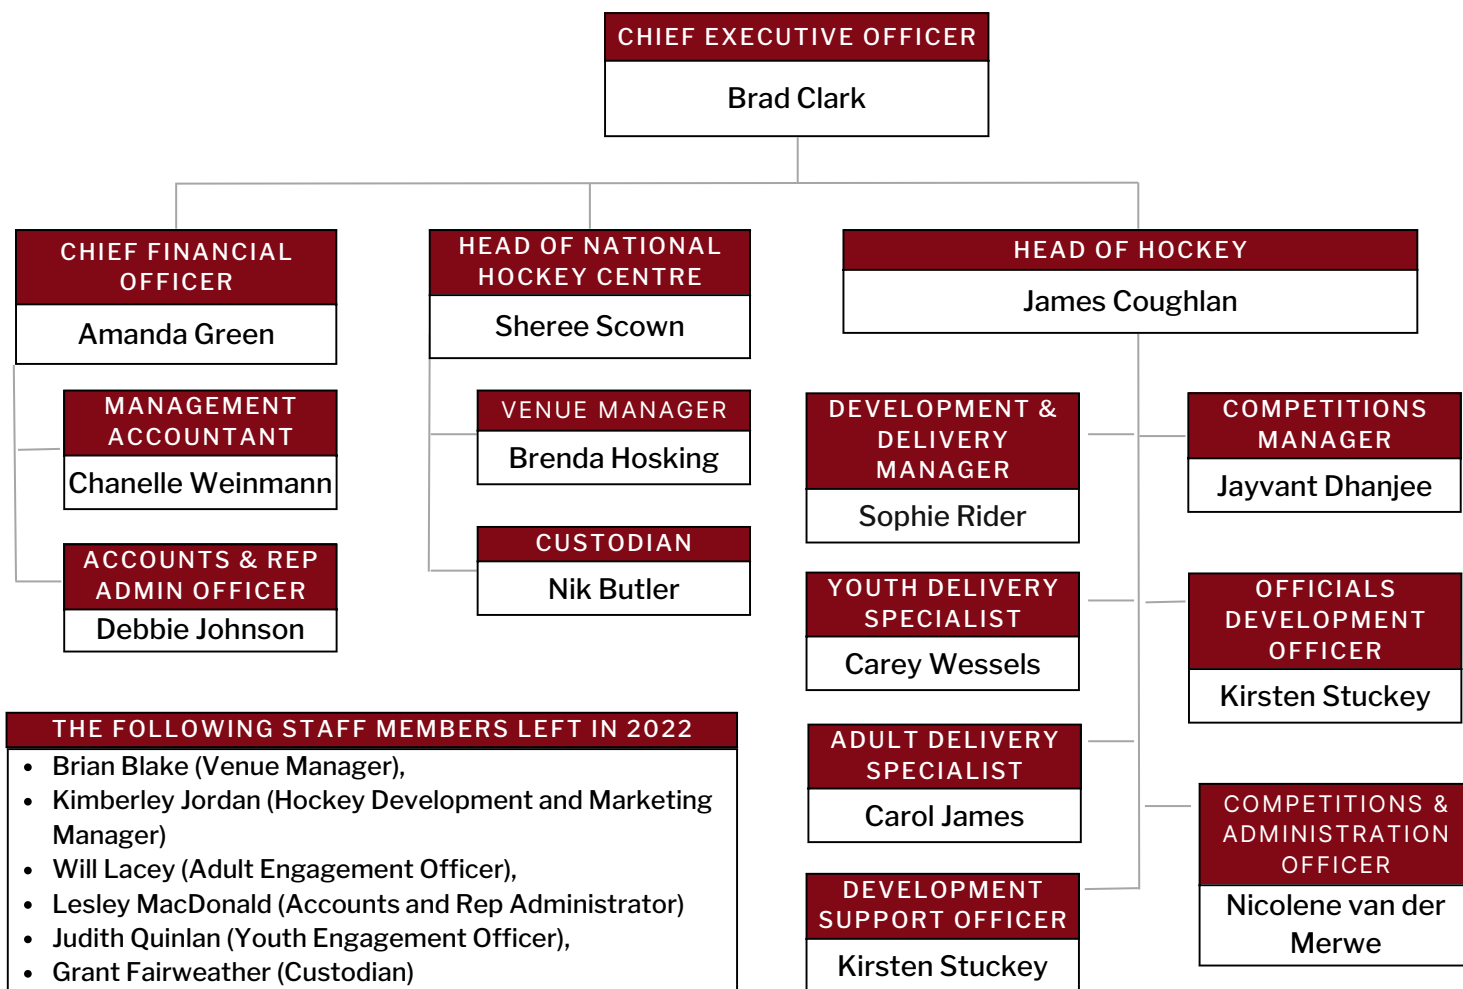 CHIEF EXECUTIVE OFFICER
Brad Clark
CHIEF FINANCIAL
OFFICER
Amanda Green
MANAGEMENT
ACCOUNTANT
Chanelle Weinmann
ACCOUNTS & REP
ADMIN OFFICER
Debbie Johnson
HEAD OF NATIONAL
HOCKEY CENTRE
Sheree Scown
VENUE MANAGER
Brenda Hosking
CUSTODIAN
Nik Butler
HEAD OF HOCKEY
James Coughlan
DEVELOPMENT &
DELIVERY
MANAGER
Sophie Rider
YOUTH DELIVERY
SPECIALIST
Carey Wessels
ADULT DELIVERY
SPECIALIST
Carol James
DEVELOPMENT
SUPPORT OFFICER
Kirsten Stuckey
COMPETITIONS
MANAGER
Jayvant Dhanjee
OFFICIALS
DEVELOPMENT
OFFICER
Kirsten Stuckey
COMPETITIONS &
ADMINISTRATION
OFFICER
Nicolene van der
Merwe
THE FOLLOWING STAFF MEMBERS LEFT IN 2022
• Brian Blake (Venue Manager),
• Kimberley Jordan (Hockey Development and Marketing
Manager)
• Will Lacey (Adult Engagement Officer),
• Lesley MacDonald (Accounts and Rep Administrator)
• Judith Quinlan (Youth Engagement Officer),
• Grant Fairweather (Custodian)